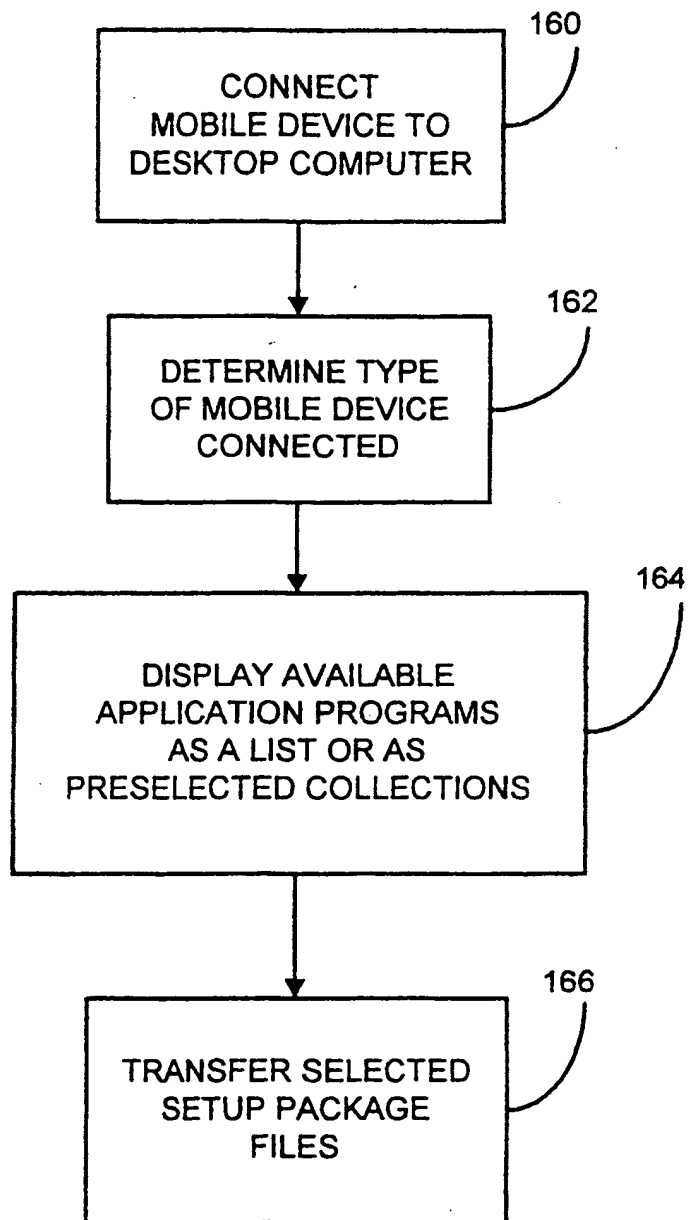 160
CONNECT
MOBILE DEVICE TO
DESKTOP COMPUTER
162
DETERMINE TYPE
OF MOBILE DEVICE
CONNECTED
164
DISPLAY AVAILABLE
APPLICATION PROGRAMS
AS A LIST OR AS
PRESELECTED COLLECTIONS
166
TRANSFER SELECTED
SETUP PACKAGE
FILES